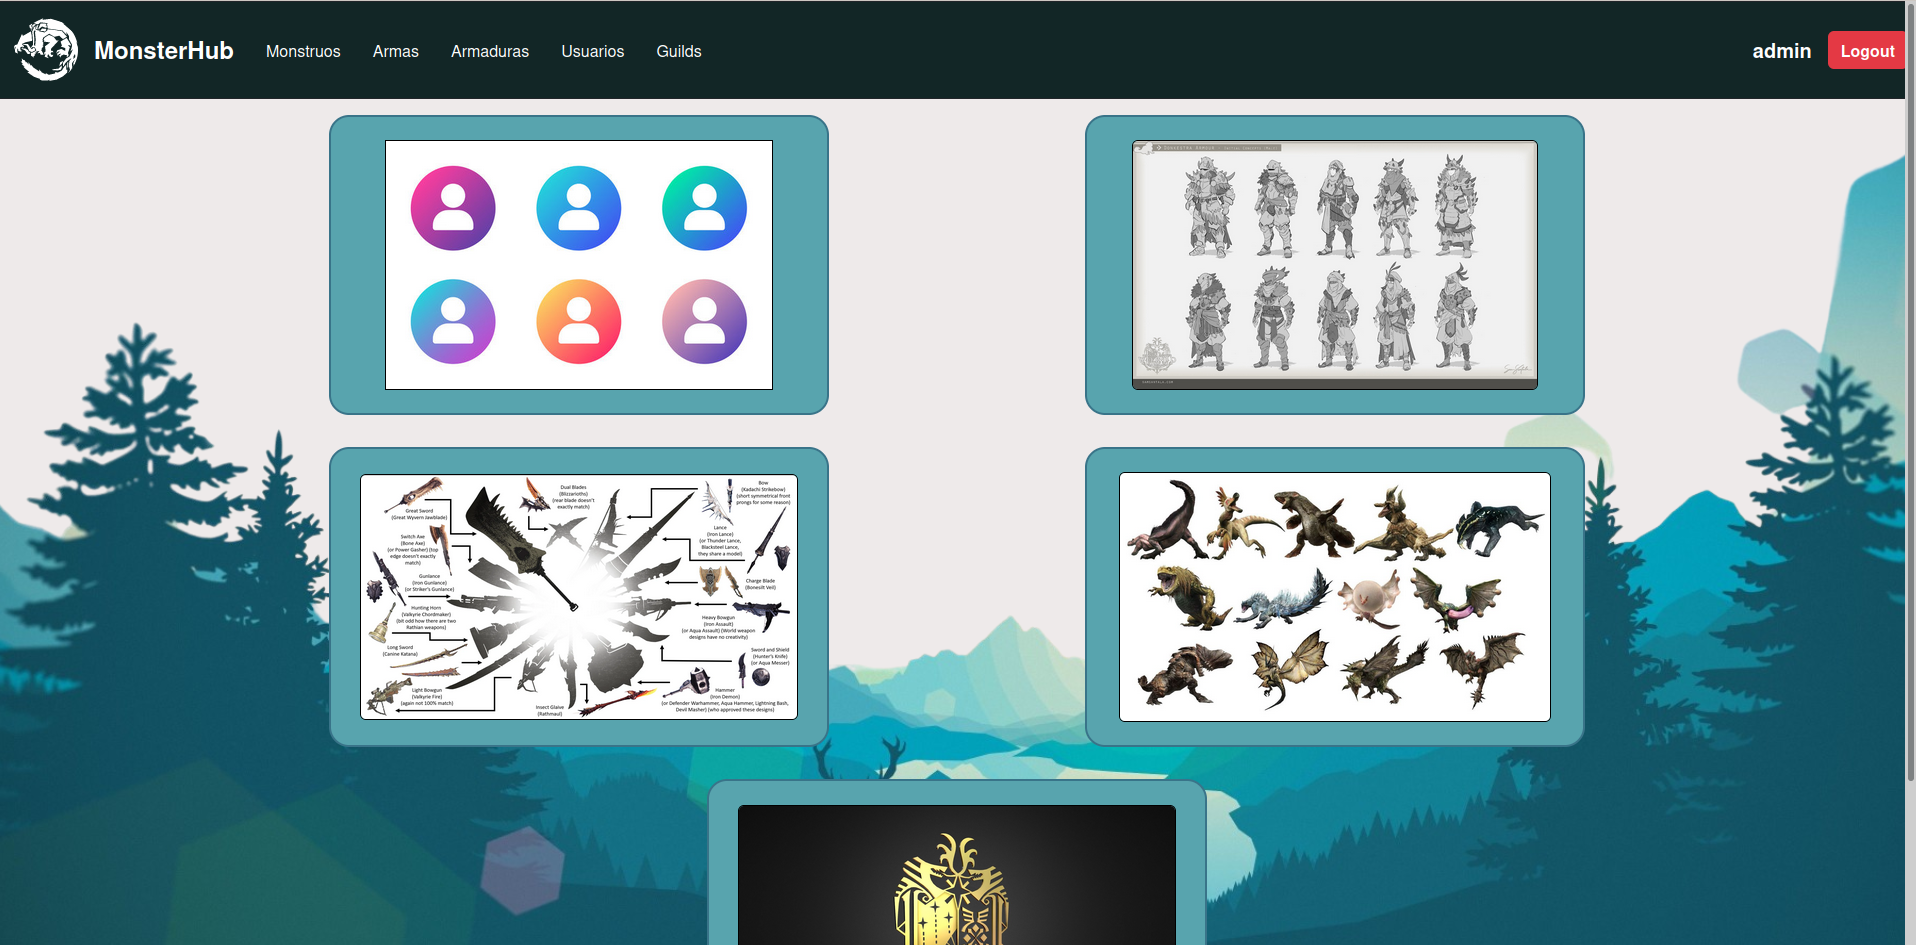 MonsterHub
Monstruos
Armas
Armaduras
Usuarios
Guilds
admin
Logout
Great Sword
(Great Wyvern Jawblade)
Dual Blades
(Blizzarioths)
(rear blade doesn't
exactly match)
Bow
(Kadachi Strikebow)
(short symmetrical front
prongs for some reason)
Switch Axe
(Bone Axe)
(or Power Gasher) (top
edge doesn't exactly
match)
Lance
(Iron Lance)
(or Thunder Lance,
Blacksteel Lance,
they share a model)
Gunlance
(Iron Gunlance)
(or Striker's Gunlance)
Charge Blade
(Bonesilt Veil)
Hunting Horn
(Valkyrie Chordmaker)
(bit odd how there are two
Rathian weapons)
Heavy Bowgun
(Iron Assault)
(or Aqua Assault) (World weapon
designs have no creativity)
Long Sword
(Canine Katana)
Sword and Shield
(Hunter's Knife)
(or Aqua Messer)
Light Bowgun
(Valkyrie Fire)
(again not 100% match)
Insect Glaive
(Rathmaul)
Hammer
(Iron Demon)
(or Defender Warhammer, Aqua Hammer, Lightning Bash,
Devil Masher) (who approved these designs)